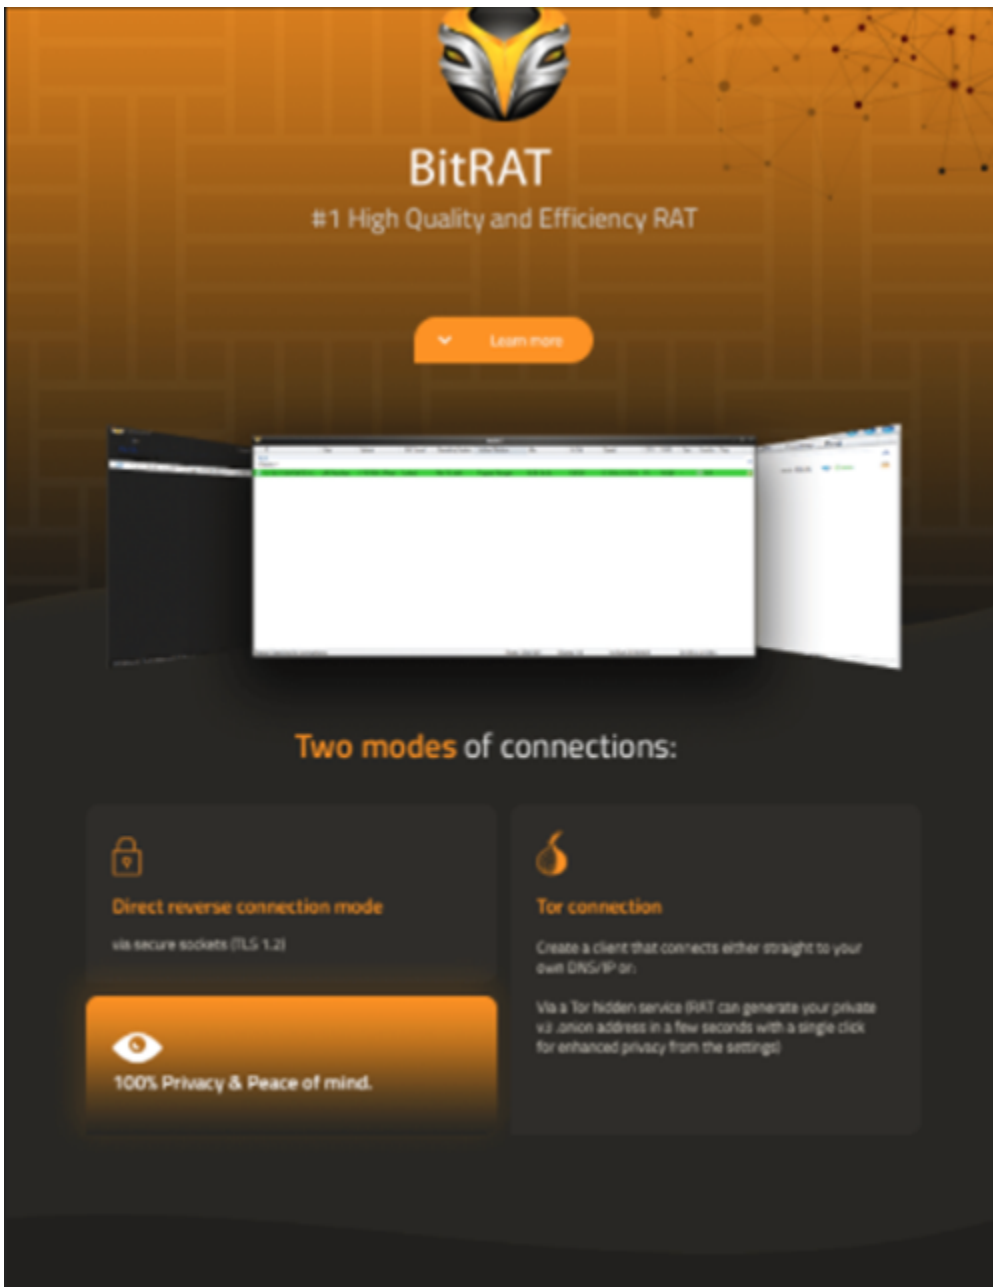 BitRAT
#1 High Quality and Efficiency RAT
Learn more
Two modes of connections:
Direct reverse connection mode
via secure sockets (TLS 1.2)
100% Privacy & Peace of mind.
Tor connection
Create a client that connects either straight to your
own DNS/IP or:
Via a Tor hidden service (RAT can generate your private
v3 .onion address in a few seconds with a single click
for enhanced privacy from the settings)